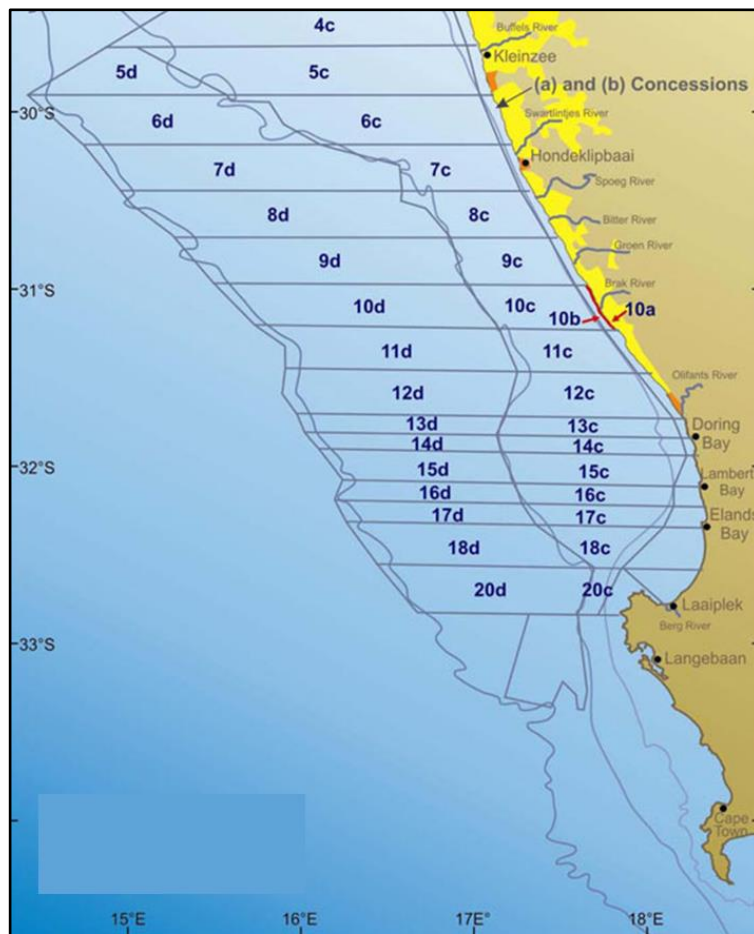 4c
Buffels River
Kleinzee
5d
5c
(a) and (b) Concessions
30°S
Swartlintjes River
6d
6c
Hondeklipbaai
7d
7c
Spoeg River
8d
8c
Bitter River
Groen River
9d
9c
31°S
Brak River
10d
10c
10b
10a
11d
11c
Olifants River
12d
12c
13d
13c
Doring
Bay
14d
14c
32°S
15d
15c
Lambert
Bay
16d
16c
17d
17c
Elands
Bay
18d
18c
20d
20c
Laaiplek
Berg River
33°S
Langebaan
Cape
Town
15°E
16°E
17E°
18°E